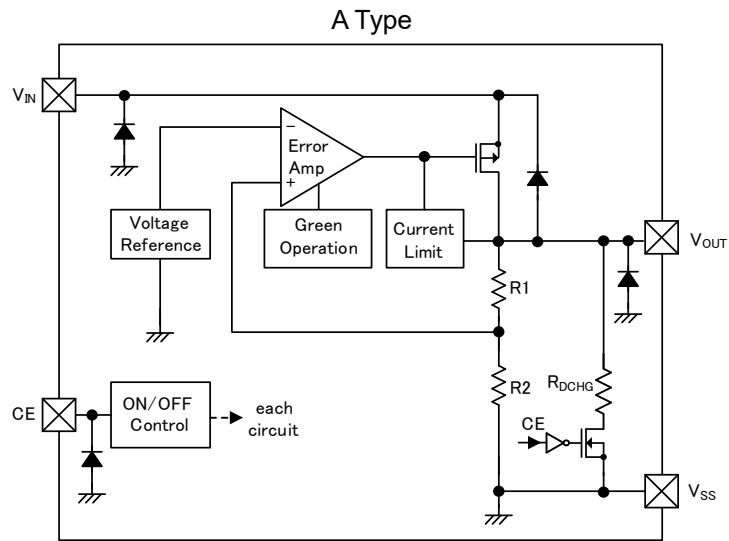 A Type
VIN
−
Error
Amp
+
Voltage
Reference
Green
Operation
Current
Limit
VOUT
R1
R2
RDCHG
CE
ON/OFF
Control
each
circuit
CE
VSS